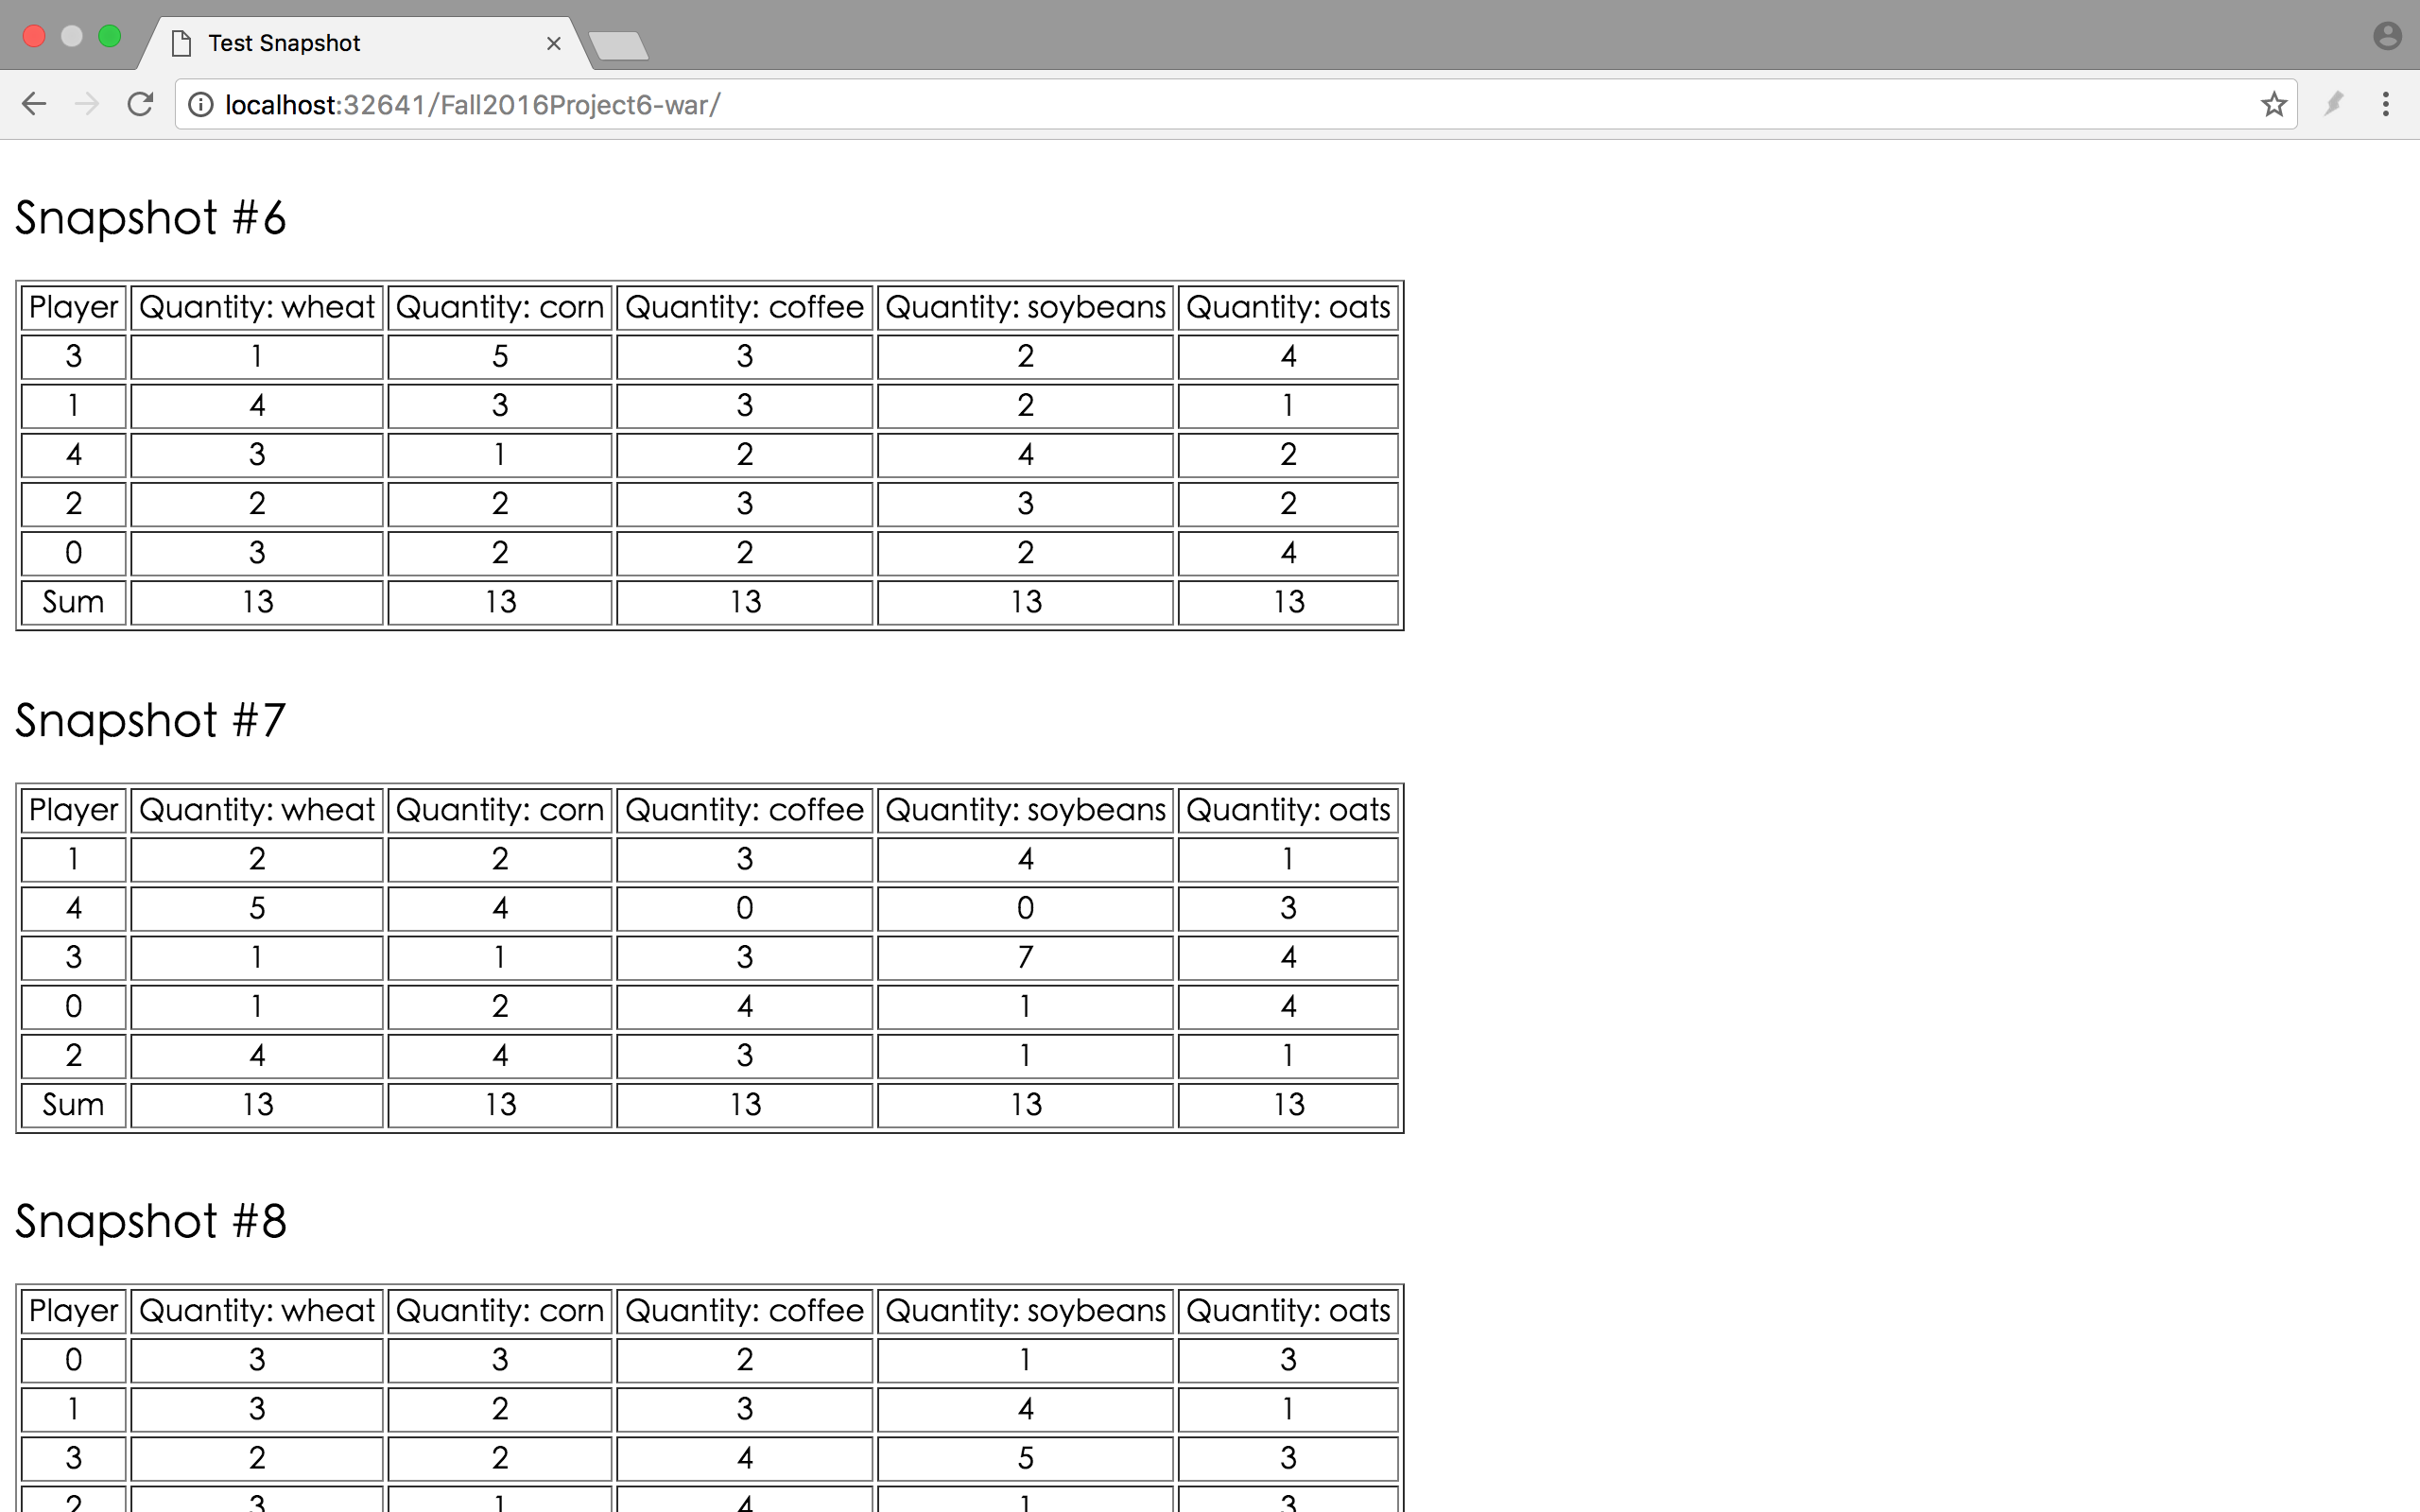 Test Snapshot
localhost:32641/Fall2016Project6-war/
Snapshot #6
Player Quantity: wheat Quantity: corn Quantity: coffee Quantity: soybeans Quantity: oats
3 1 5 3 2 4
1 4 3 3 2 1
4 3 1 2 4 2
2 2 2 3 3 2
0 3 2 2 2 4
Sum 13 13 13 13 13
Snapshot #7
Player Quantity: wheat Quantity: corn Quantity: coffee Quantity: soybeans Quantity: oats
1 2 2 3 4 1
4 5 4 0 0 3
3 1 1 3 7 4
0 1 2 4 1 4
2 4 4 3 1 1
Sum 13 13 13 13 13
Snapshot #8
Player Quantity: wheat Quantity: corn Quantity: coffee Quantity: soybeans Quantity: oats
0 3 3 2 1 3
1 3 2 3 4 1
3 2 2 4 5 3
2 3 1 4 1 3